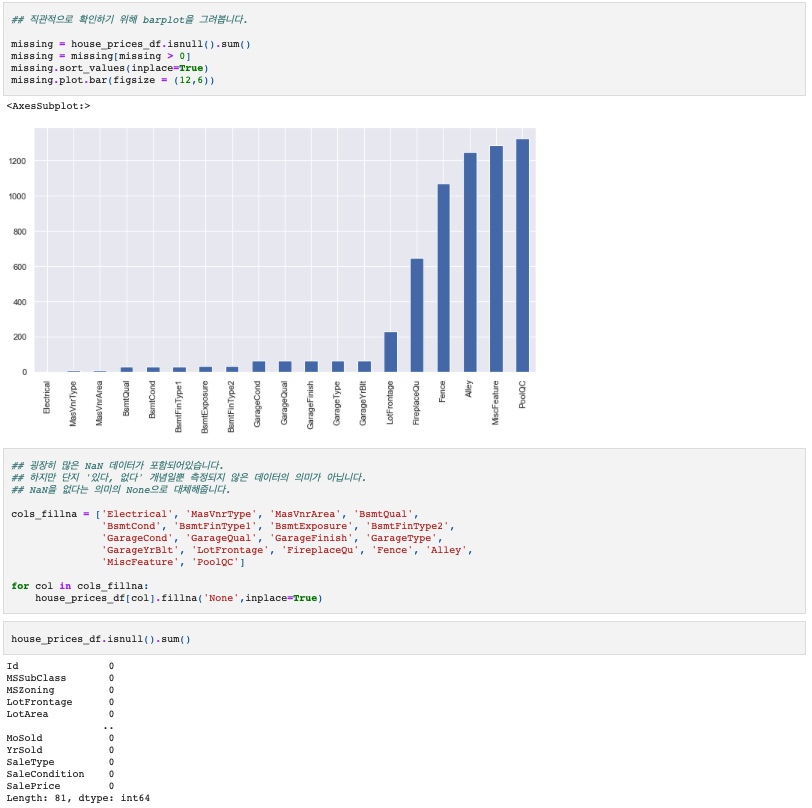 ## 직관적으로 확인하기 위해 barplot을 그려봅니다.
missing = house_prices_df.isnull().sum()
missing = missing[missing > 0]
missing.sort_values(inplace=True)
missing.plot.bar(figsize = (12,6))
<AxesSubplot:>
1200
1000
800
600
400
200
0
Electrical
MasVnrType
MasVnrArea
BsmtQual
BsmtCond
BsmtFinType1
BsmtExposure
BsmtFinType2
GarageCond
GarageQual
GarageFinish
GarageType
GarageYrBlt
LotFrontage
FireplaceQu
Fence
Alley
MiscFeature
PoolQC
## 굉장히 많은 NaN 데이터가 포함되어있습니다.
## 하지만 단지 '있다, 없다' 개념일뿐 측정되지 않은 데이터의 의미가 아닙니다.
## NaN을 없다는 의미의 None으로 대체해줍니다.
cols_fillna = ['Electrical', 'MasVnrType', 'MasVnrArea', 'BsmtQual',
'BsmtCond', 'BsmtFinType1', 'BsmtExposure', 'BsmtFinType2',
'GarageCond', 'GarageQual', 'GarageFinish', 'GarageType',
'GarageYrBlt', 'LotFrontage', 'FireplaceQu', 'Fence', 'Alley',
'MiscFeature', 'PoolQC']
for col in cols_fillna:
house_prices_df[col].fillna('None',inplace=True)
house_prices_df.isnull().sum()
Id 0
MSSubClass 0
MSZoning 0
LotFrontage 0
LotArea 0
..
MoSold 0
YrSold 0
SaleType 0
SaleCondition 0
SalePrice 0
Length: 81, dtype: int64